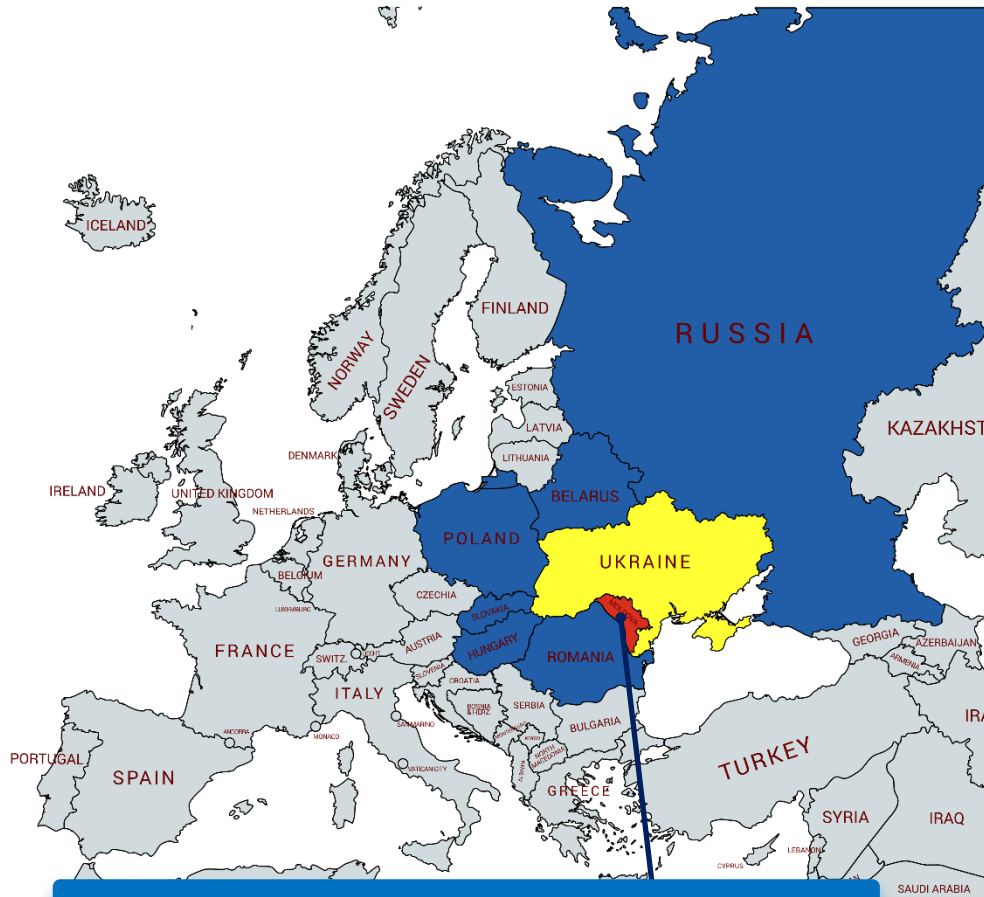 ICELAND
FINLAND
RUSSIA
NORWAY
SWEDEN
ESTONIA
LATVIA
LITHUANIA
KAZAKHST
DENMARK
IRELAND
UNITED KINGDOM
NETHERLANDS
BELARUS
POLAND
GERMANY
UKRAINE
BELGIUM
CZECHIA
LUXEMBURG
SLOVAKIA
MOLDOVA
AUSTRIA
HUNGARY
FRANCE
SWITZ.
ROMANIA
GEORGIA
AZERBAIJAN
ARMENIA
SLOVENIA
CROATIA
ITALY
BOSNIA
& HERZ.
SERBIA
SAN MARINO
BULGARIA
MONTENEGRO
ANDORRA
MONACO
NORTH
MACEDONIA
PORTUGAL
SPAIN
VATICAN CITY
GREECE
TURKEY
SYRIA
IRAQ
LEBANON
CYPRUS
SAUDI ARABIA